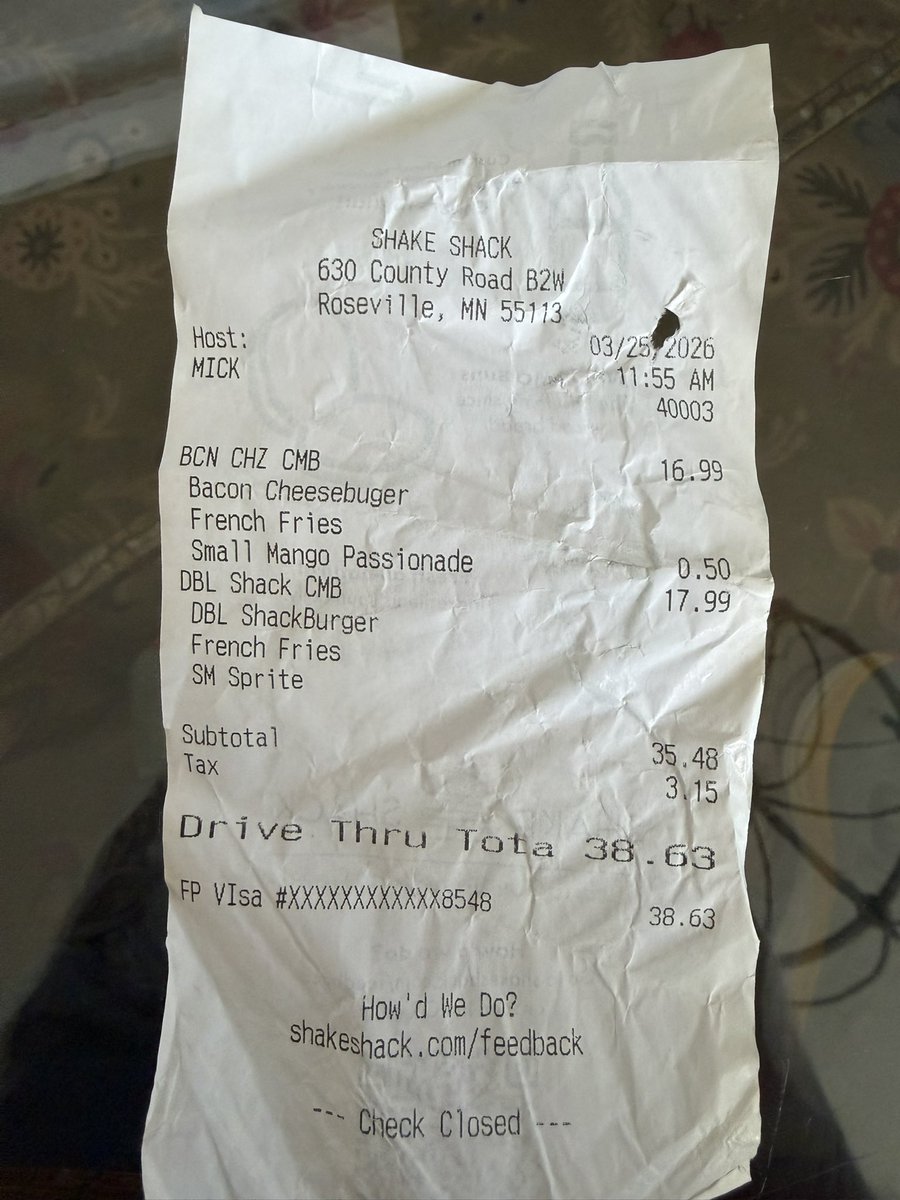 SHAKE SHACK
630 County Road B2W
Roseville, MN 55113
Host: 03/25/2026
MICK 11:55 AM
40003
BCN CHZ CMB 16.99
Bacon Cheesebuger
French Fries
Small Mango Passionade 0.50
DBL Shack CMB 17.99
DBL ShackBurger
French Fries
SM Sprite
Subtotal 35.48
Tax 3.15
Drive Thru Tota 38.63
FP VIsa #XXXXXXXXXXXX8548 38.63
How'd We Do?
shakeshack.com/feedback
--- Check Closed ---